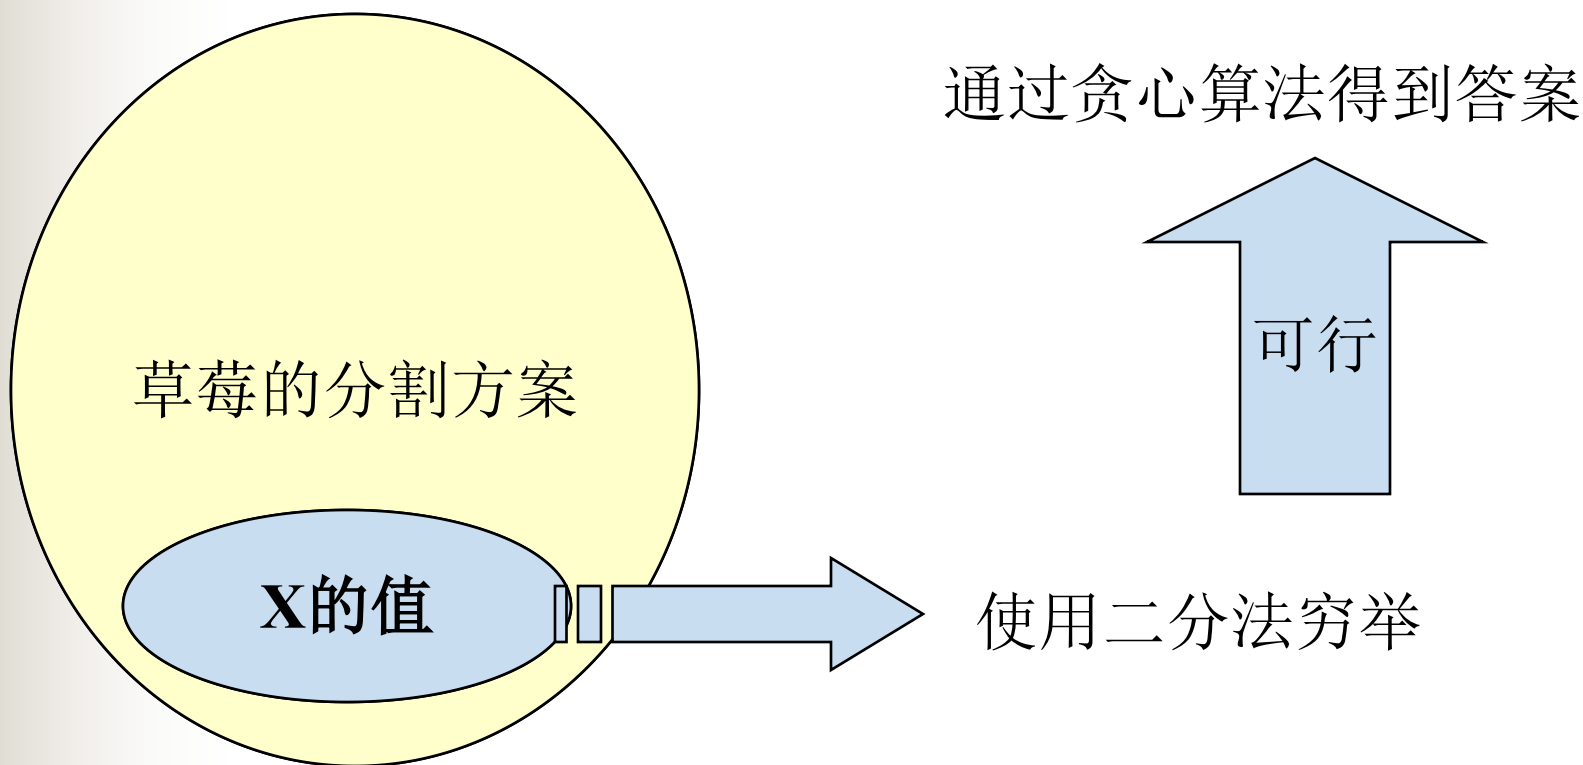 通过贪心算法得到答案
可行
草莓的分割方案
X的值
使用二分法穷举